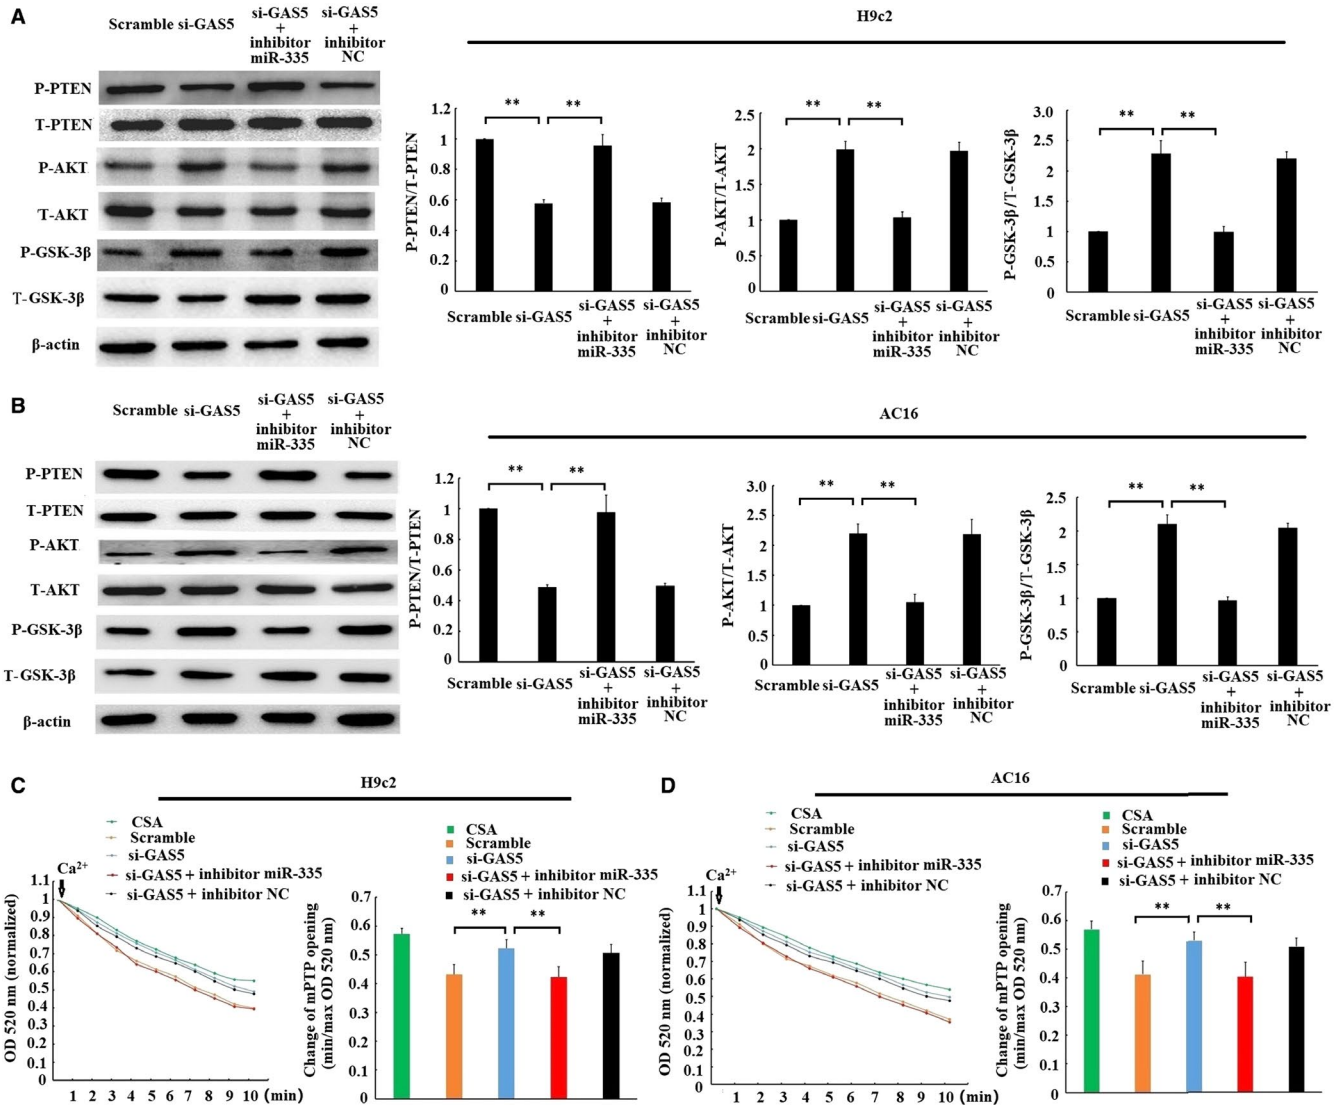 A
Scramble si-GAS5
si-GAS5
+
inhibitor
miR-335
si-GAS5
+
inhibitor
NC
P-PTEN
T-PTEN
P-AKT
T-AKT
P-GSK-3β
T-GSK-3β
β-actin
H9c2
P-PTEN/T-PTEN
1.2
1
0.8
0.6
0.4
0.2
0
** **
Scramble si-GAS5
si-GAS5
+
inhibitor
miR-335
si-GAS5
+
inhibitor
NC
P-AKT/T-AKT
2.5
2
1.5
1
0.5
0
** **
Scramble si-GAS5
si-GAS5
+
inhibitor
miR-335
si-GAS5
+
inhibitor
NC
P-GSK-3β/T-GSK-3β
3.0
2.5
2
1.5
1
0.5
0
** **
Scramble si-GAS5
si-GAS5
+
inhibitor
miR-335
si-GAS5
+
inhibitor
NC
B
Scramble si-GAS5
si-GAS5
+
inhibitor
miR-335
si-GAS5
+
inhibitor
NC
P-PTEN
T-PTEN
P-AKT
T-AKT
P-GSK-3β
T-GSK-3β
β-actin
AC16
P-PTEN/T-PTEN
1.2
1
0.8
0.6
0.4
0.2
0
** **
Scramble si-GAS5
si-GAS5
+
inhibitor
miR-335
si-GAS5
+
inhibitor
NC
P-AKT/T-AKT
3.0
2.5
2
1.5
1
0.5
0
** **
Scramble si-GAS5
si-GAS5
+
inhibitor
miR-335
si-GAS5
+
inhibitor
NC
P-GSK-3β/T-GSK-3β
2.5
2
1.5
1
0.5
0
** **
Scramble si-GAS5
si-GAS5
+
inhibitor
miR-335
si-GAS5
+
inhibitor
NC
C
H9c2
CSA
Scramble
si-GAS5
si-GAS5 + inhibitor miR-335
si-GAS5 + inhibitor NC
Ca2+
OD 520 nm (normalized)
1.1
1
0.9
0.8
0.7
0.6
0.5
0.4
0.3
0.2
0.1
0
1 2 3 4 5 6 7 8 9 10 (min)
CSA
Scramble
si-GAS5
si-GAS5 + inhibitor miR-335
si-GAS5 + inhibitor NC
Change of mPTP opening
(min/max OD 520 nm)
0.7
0.6
0.5
0.4
0.3
0.2
0.1
0
** **
D
AC16
CSA
Scramble
si-GAS5
si-GAS5 + inhibitor miR-335
si-GAS5 + inhibitor NC
Ca2+
OD 520 nm (normalized)
1.1
1
0.9
0.8
0.7
0.6
0.5
0.4
0.3
0.2
0.1
0
1 2 3 4 5 6 7 8 9 10 (min)
CSA
Scramble
si-GAS5
si-GAS5 + inhibitor miR-335
si-GAS5 + inhibitor NC
Change of mPTP opening
(min/max OD 520 nm)
0.7
0.6
0.5
0.4
0.3
0.2
0.1
0
** **